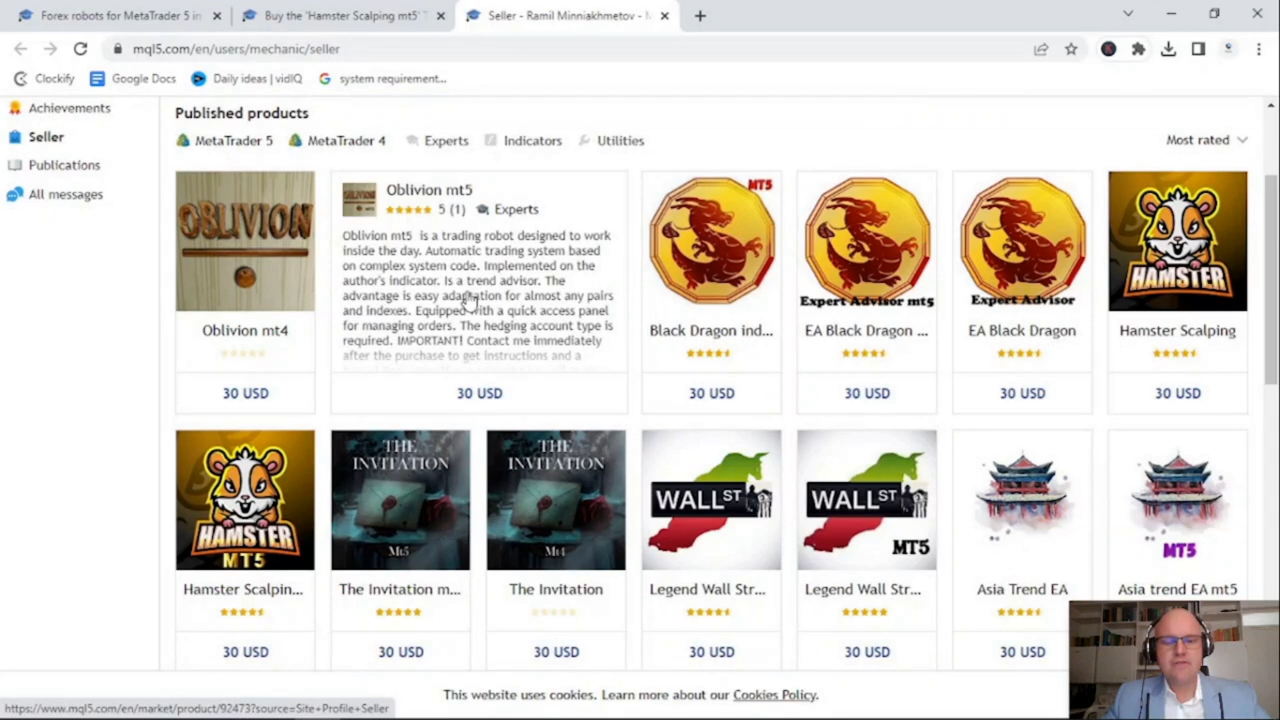 Forex robots for MetaTrader 5 in
Buy the 'Hamster Scalping mt5' T
Seller - Ramil Minniakhmetov - M
mql5.com/en/users/mechanic/seller
Clockify
Google Docs
Daily ideas | vidIQ
system requirement...
Achievements
Seller
Publications
All messages
Published products
MetaTrader 5
MetaTrader 4
Experts
Indicators
Utilities
Most rated
OBLIVION
Oblivion mt4
30 USD
Oblivion mt5
5 (1)
Experts
Oblivion mt5 is a trading robot designed to work
inside the day. Automatic trading system based
on complex system code. Implemented on the
author's indicator. Is a trend advisor. The
advantage is easy adaptation for almost any pairs
and indexes. Equipped with a quick access panel
for managing orders. The hedging account type is
required. IMPORTANT! Contact me immediately
after the purchase to get instructions and a
30 USD
MT5
Black Dragon ind...
30 USD
Expert Advisor mt5
EA Black Dragon ...
30 USD
Expert Advisor
EA Black Dragon
30 USD
HAMSTER
Hamster Scalping
30 USD
HAMSTER
MT5
Hamster Scalpin...
30 USD
THE
INVITATION
Mt5
The Invitation m...
30 USD
THE
INVITATION
Mt4
The Invitation
30 USD
WALL ST
Legend Wall Str...
30 USD
WALL ST
MT5
Legend Wall Str...
30 USD
Asia Trend EA
MT5
Asia trend EA mt5
This website uses cookies. Learn more about our Cookies Policy.
https://www.mql5.com/en/market/product/92473?source=Site+Profile+Seller